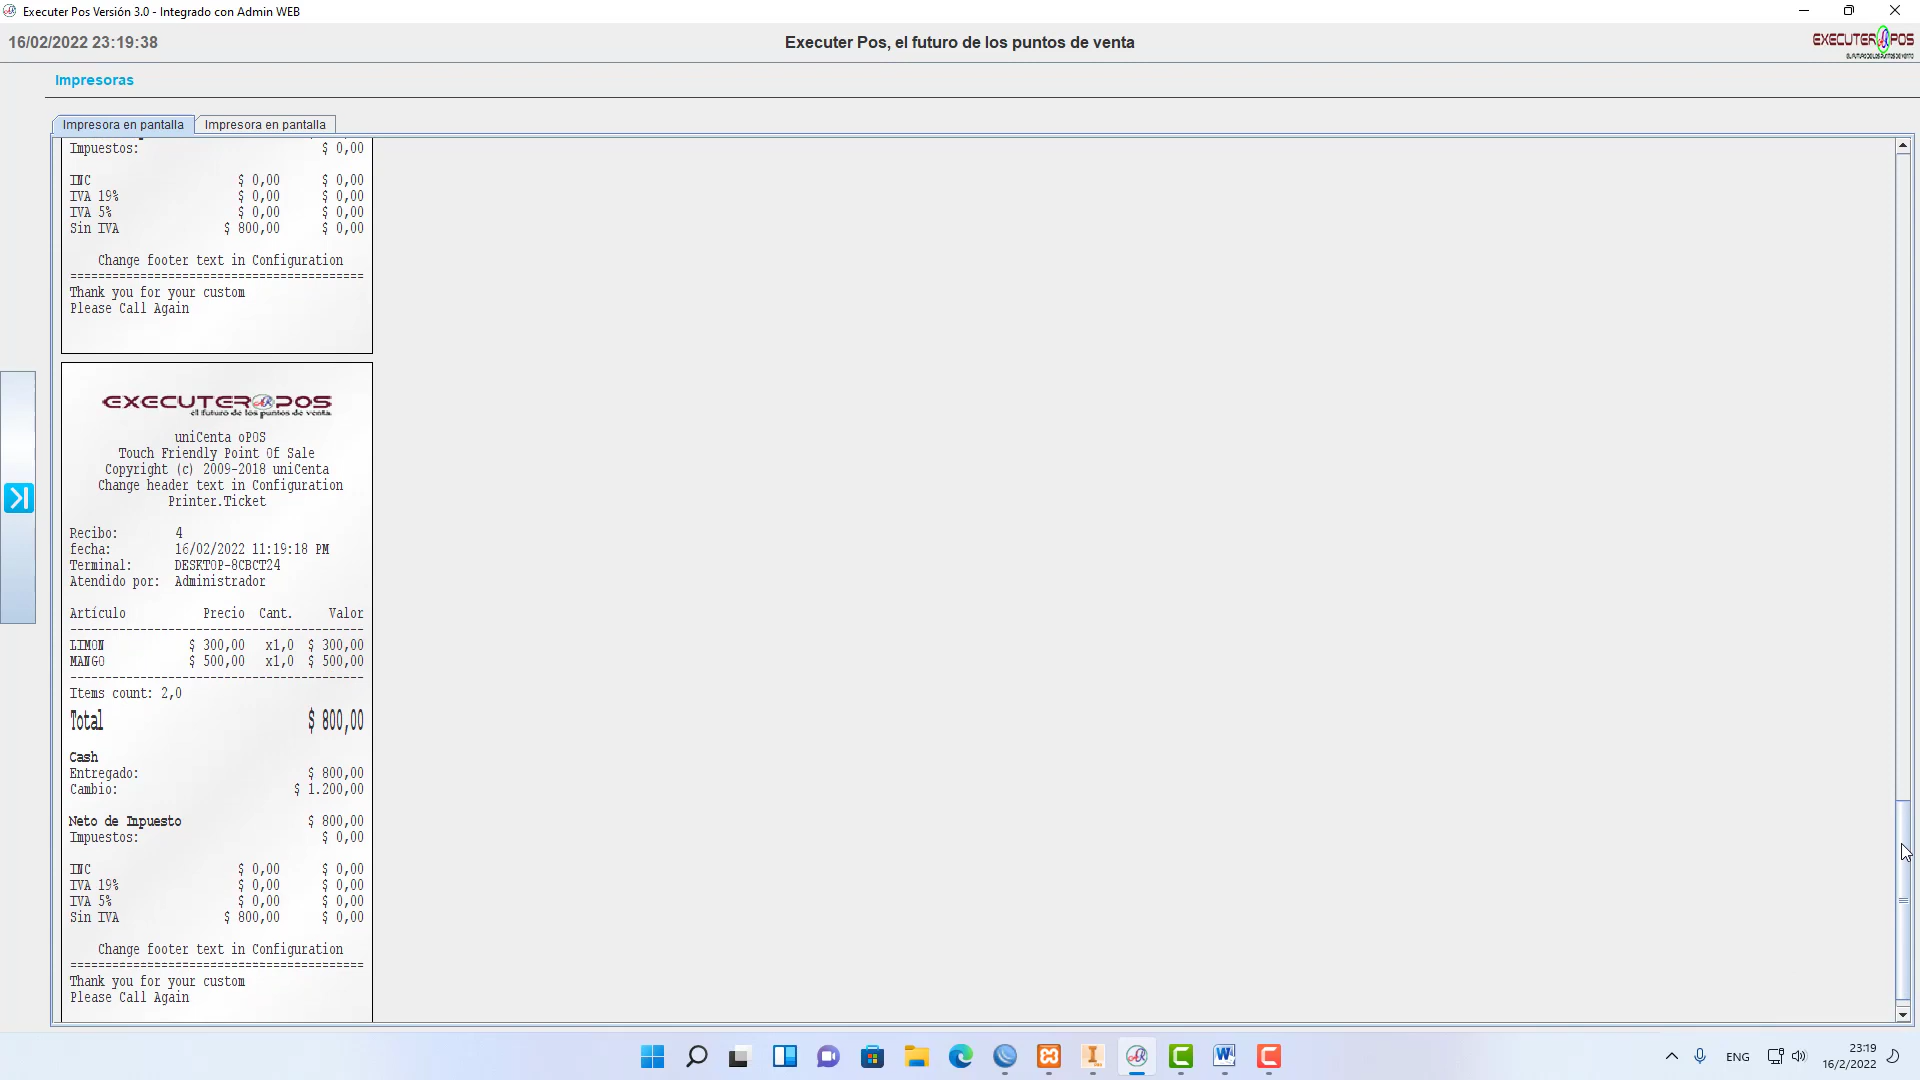 Executer Pos Versión 3.0 - Integrado con Admin WEB
16/02/2022 23:19:38
Executer Pos, el futuro de los puntos de venta
EXECUTER POS
EL FUTURO DE LOS PUNTOS DE VENTA
Impresoras
Impresora en pantalla
Impresora en pantalla
Impuestos: $ 0,00
INC $ 0,00 $ 0,00
IVA 19% $ 0,00 $ 0,00
IVA 5% $ 0,00 $ 0,00
Sin IVA $ 800,00 $ 0,00
Change footer text in Configuration
==========================================
Thank you for your custom
Please Call Again
EXECUTER POS
el futuro de los puntos de venta.
uniCenta oPOS
Touch Friendly Point Of Sale
Copyright (c) 2009-2018 uniCenta
Change header text in Configuration
Printer.Ticket
Recibo: 4
fecha: 16/02/2022 11:19:18 PM
Terminal: DESKTOP-8CBCT24
Atendido por: Administrador
Artículo Precio Cant. Valor
------------------------------------------
LIMON $ 300,00 x1,0 $ 300,00
MANGO $ 500,00 x1,0 $ 500,00
------------------------------------------
Items count: 2,0
Total $ 800,00
Cash
Entregado: $ 800,00
Cambio: $ 1.200,00
Neto de Impuesto $ 800,00
Impuestos: $ 0,00
INC $ 0,00 $ 0,00
IVA 19% $ 0,00 $ 0,00
IVA 5% $ 0,00 $ 0,00
Sin IVA $ 800,00 $ 0,00
Change footer text in Configuration
==========================================
Thank you for your custom
Please Call Again
ENG
23:19
16/2/2022